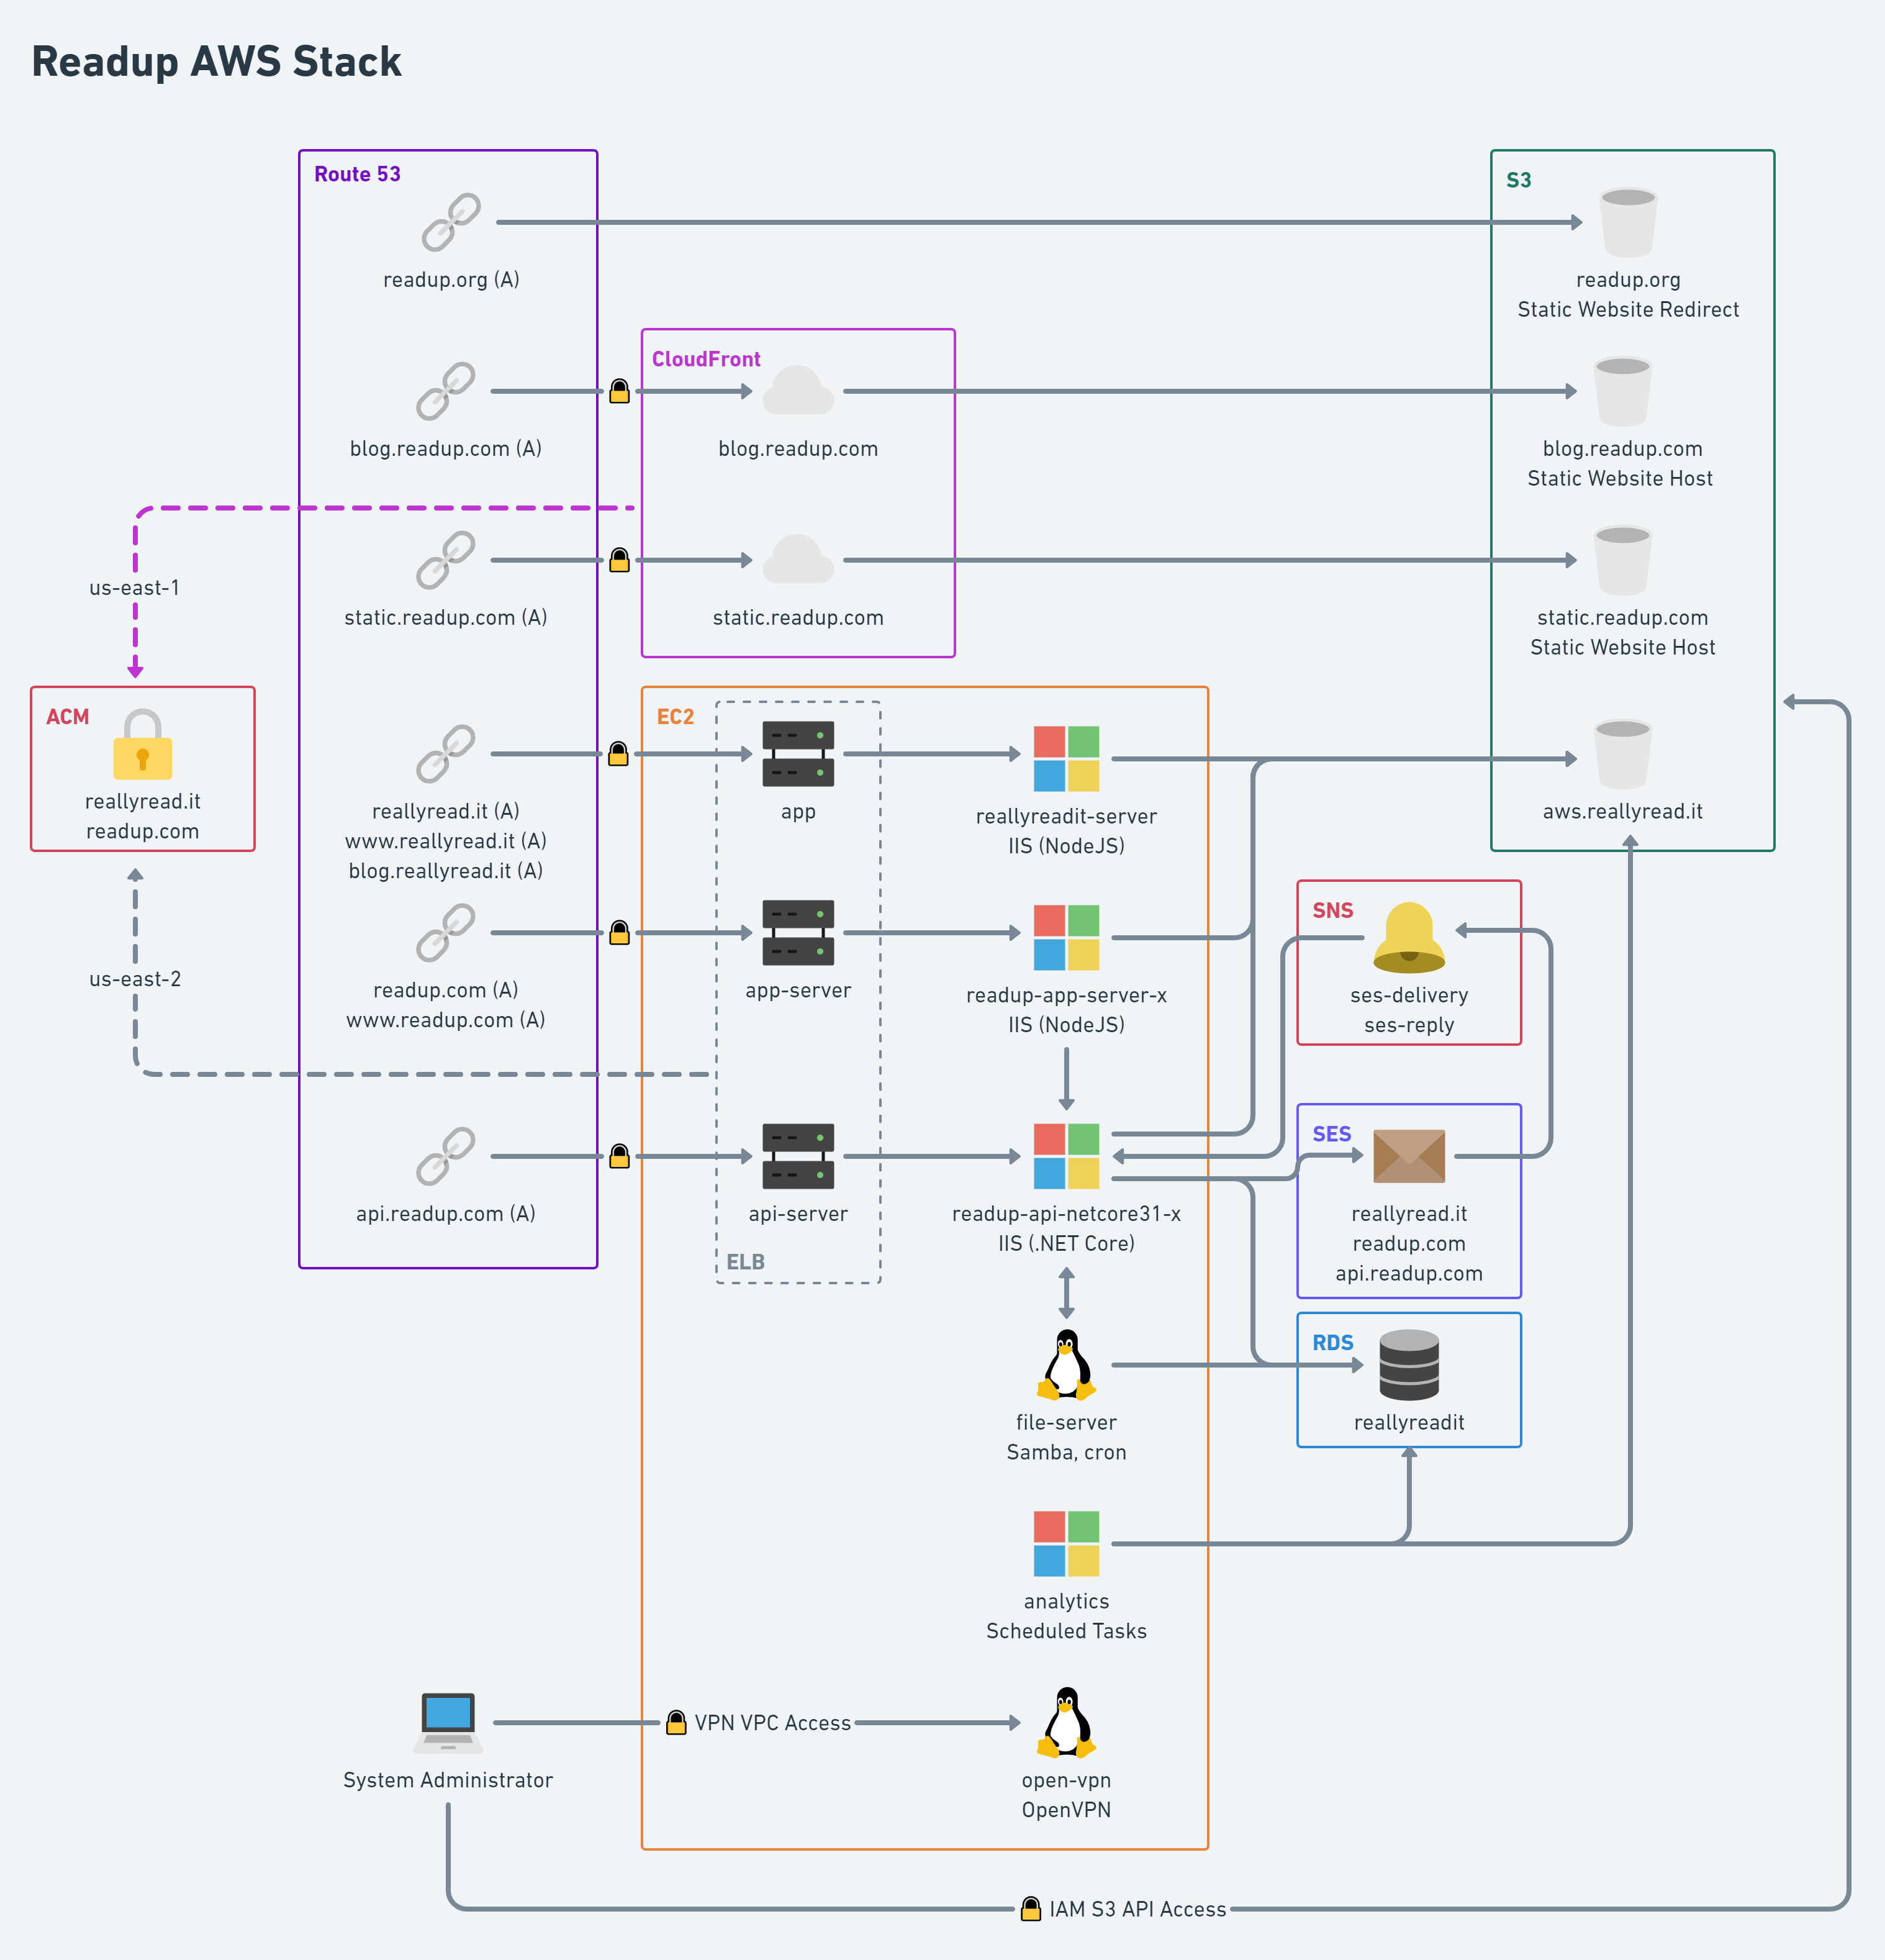 Readup AWS Stack
Route 53
readup.org (A)
blog.readup.com (A)
static.readup.com (A)
reallyread.it (A)
www.reallyread.it (A)
blog.reallyread.it (A)
readup.com (A)
www.readup.com (A)
api.readup.com (A)
CloudFront
blog.readup.com
static.readup.com
S3
readup.org
Static Website Redirect
blog.readup.com
Static Website Host
static.readup.com
Static Website Host
aws.reallyread.it
us-east-1
ACM
reallyread.it
readup.com
us-east-2
EC2
app
app-server
api-server
ELB
reallyreadit-server
IIS (NodeJS)
readup-app-server-x
IIS (NodeJS)
readup-api-netcore31-x
IIS (.NET Core)
file-server
Samba, cron
analytics
Scheduled Tasks
open-vpn
OpenVPN
SNS
ses-delivery
ses-reply
SES
reallyread.it
readup.com
api.readup.com
RDS
reallyreadit
VPN VPC Access
System Administrator
IAM S3 API Access